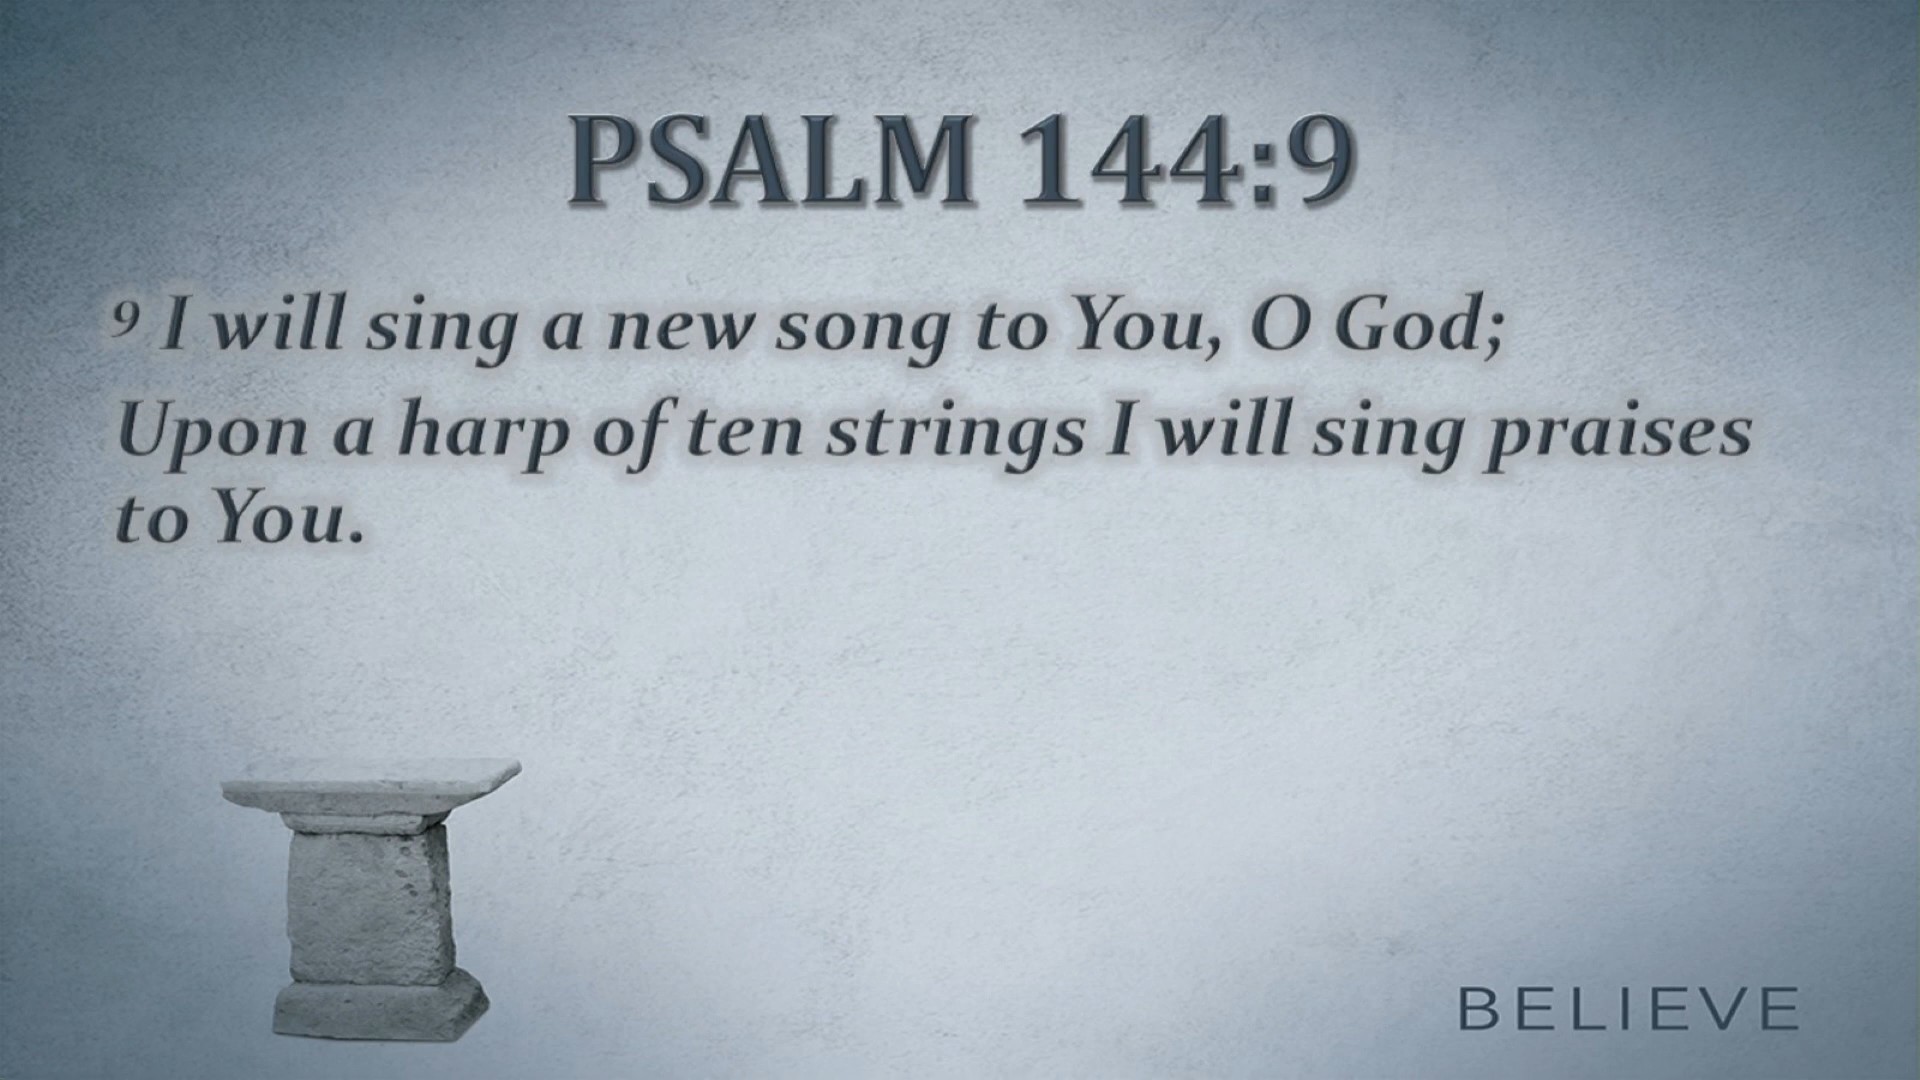 PSALM 144:9
9 I will sing a new song to You, O God;
Upon a harp of ten strings I will sing praises
to You.
BELIEVE